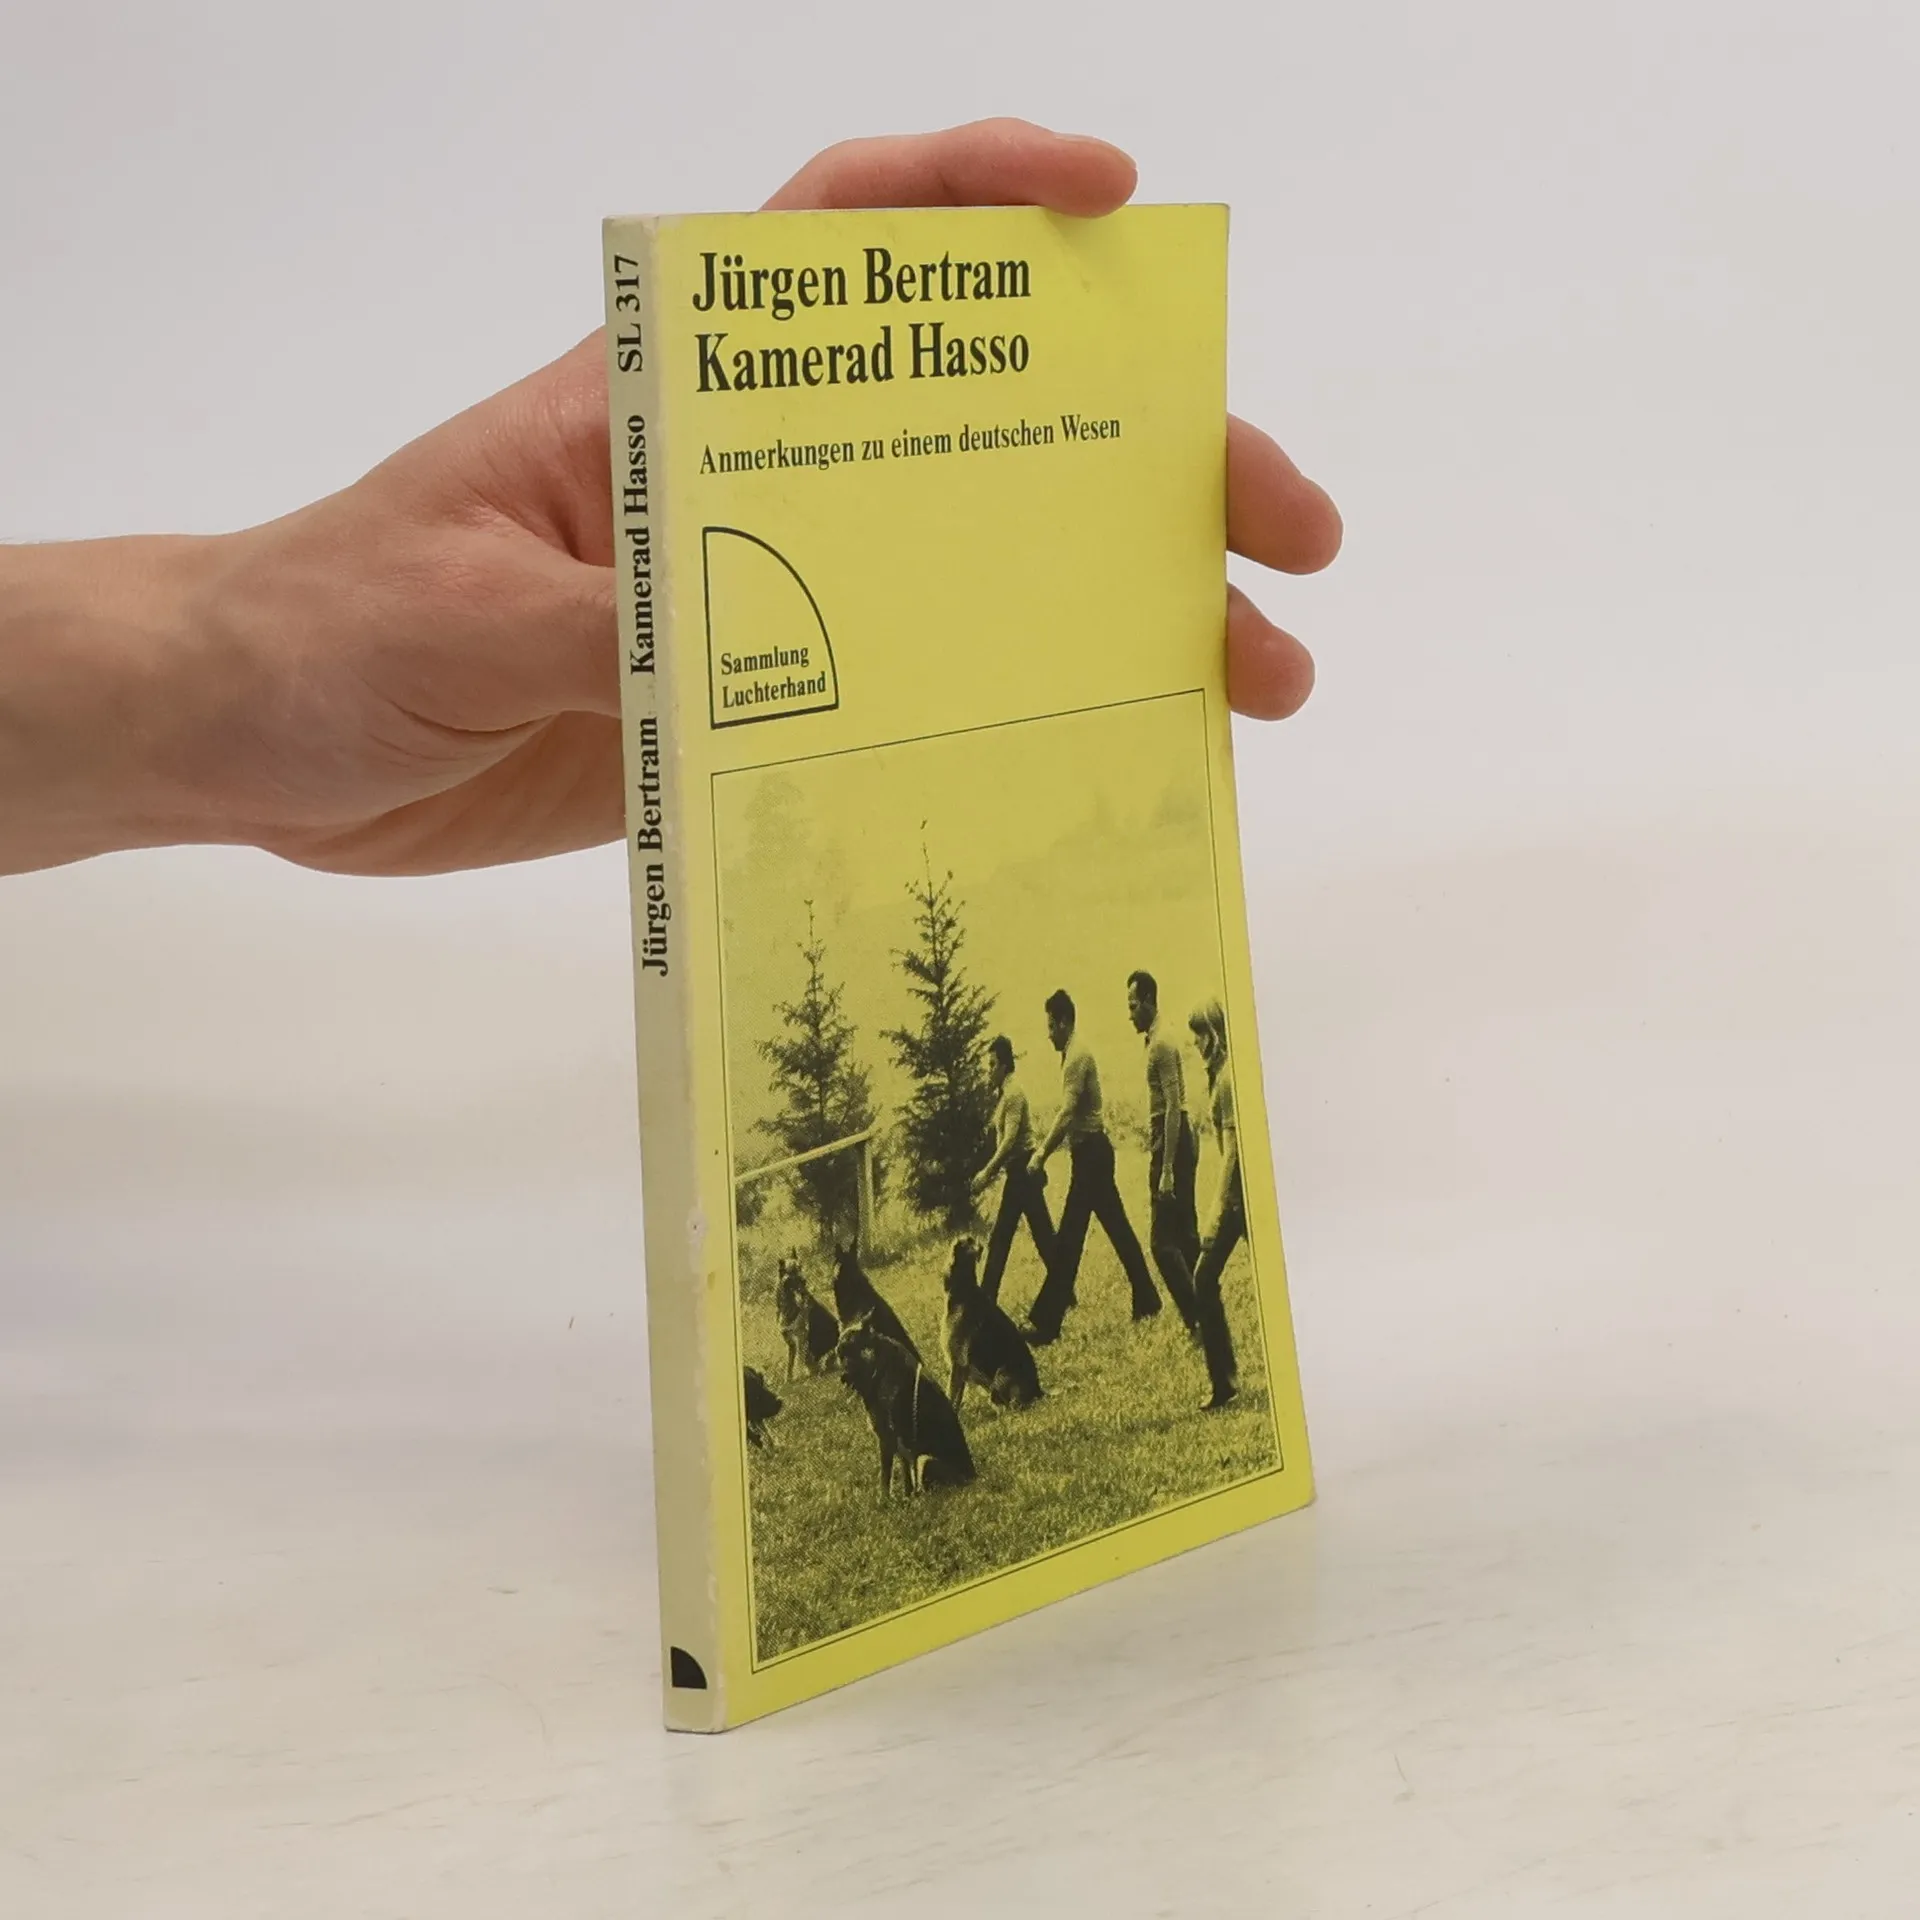 Jürgen Bertram
Kamerad Hasso
Anmerkungen zu einem deutschen Wesen
Sammlung
Luchterhand
Jürgen Bertram Kamerad Hasso SL 317